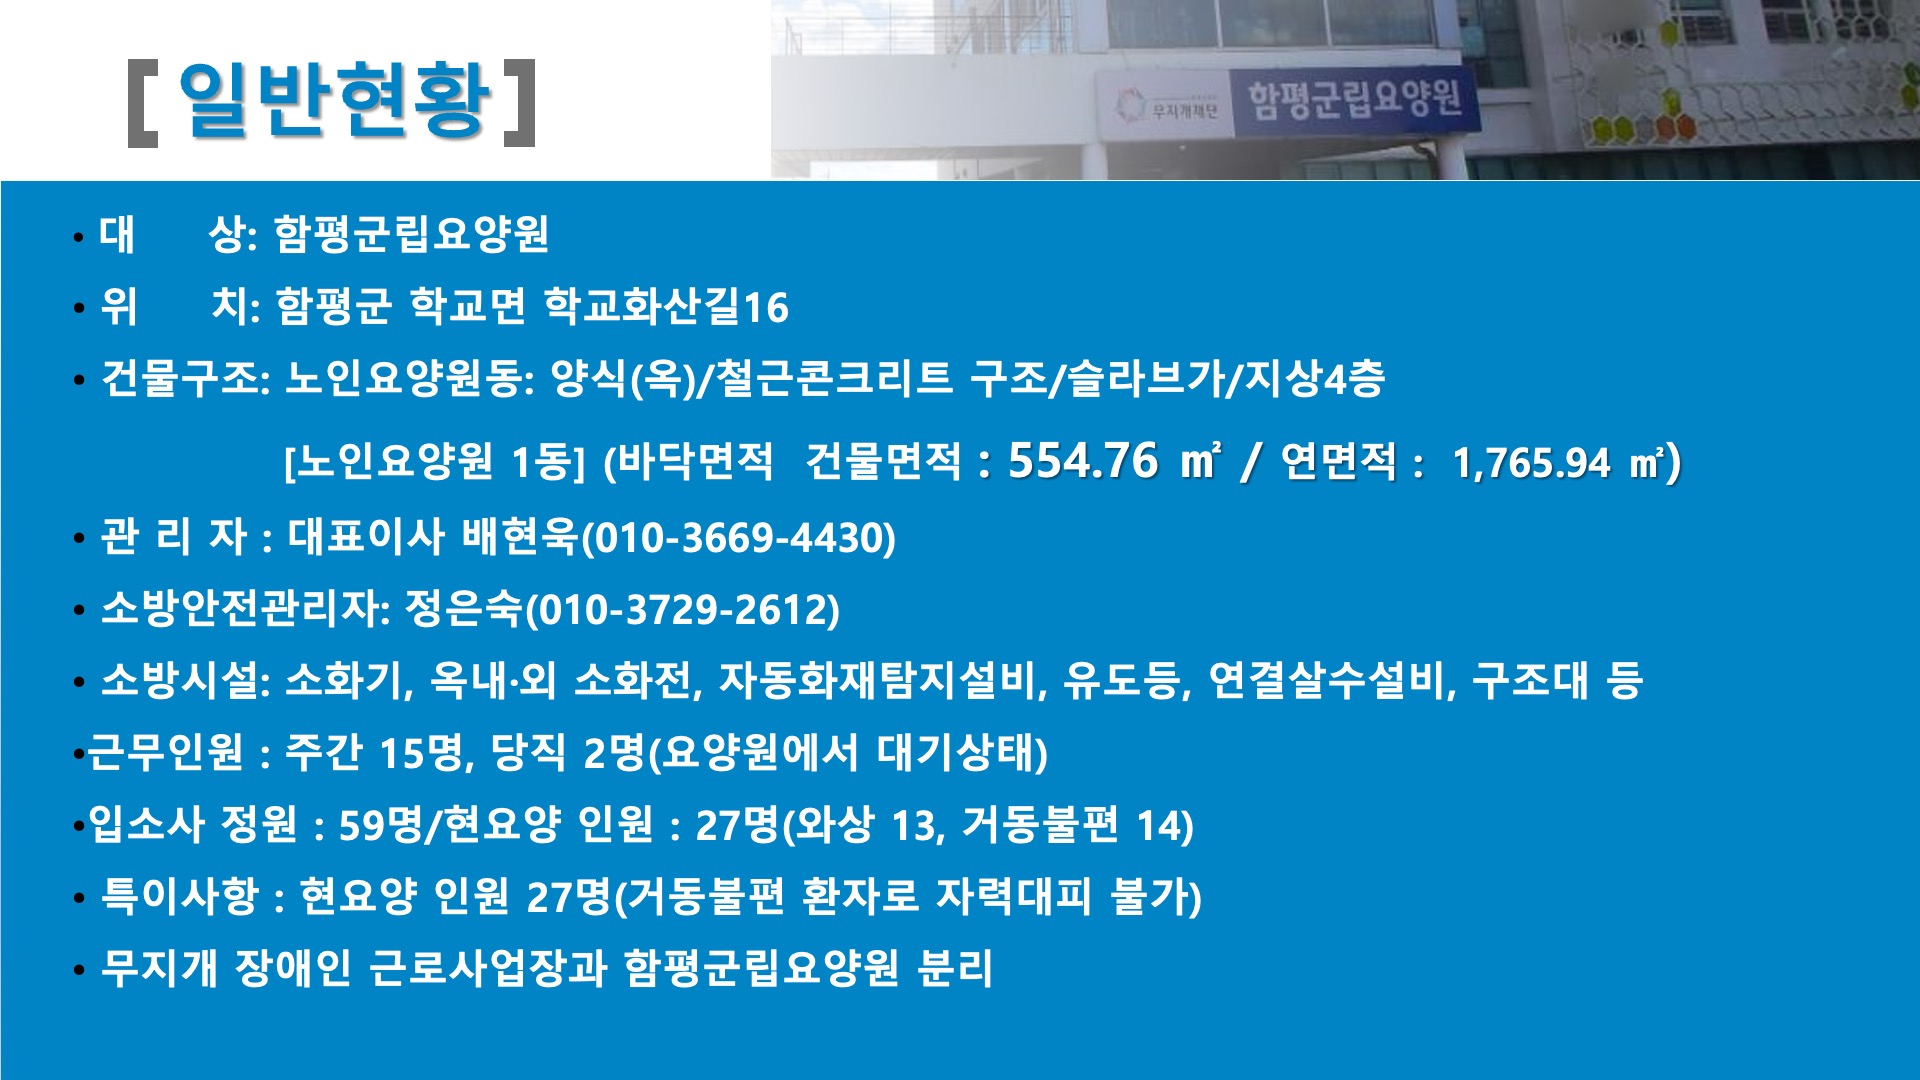 [일반현황]
무지개재단 함평군립요양원
• 대 상: 함평군립요양원
• 위 치: 함평군 학교면 학교화산길16
• 건물구조: 노인요양원동: 양식(옥)/철근콘크리트 구조/슬라브가/지상4층
[노인요양원 1동] (바닥면적 건물면적 : 554.76 ㎡ / 연면적 : 1,765.94 ㎡)
• 관 리 자 : 대표이사 배현욱(010-3669-4430)
• 소방안전관리자: 정은숙(010-3729-2612)
• 소방시설: 소화기, 옥내·외 소화전, 자동화재탐지설비, 유도등, 연결살수설비, 구조대 등
•근무인원 : 주간 15명, 당직 2명(요양원에서 대기상태)
•입소사 정원 : 59명/현요양 인원 : 27명(와상 13, 거동불편 14)
• 특이사항 : 현요양 인원 27명(거동불편 환자로 자력대피 불가)
• 무지개 장애인 근로사업장과 함평군립요양원 분리